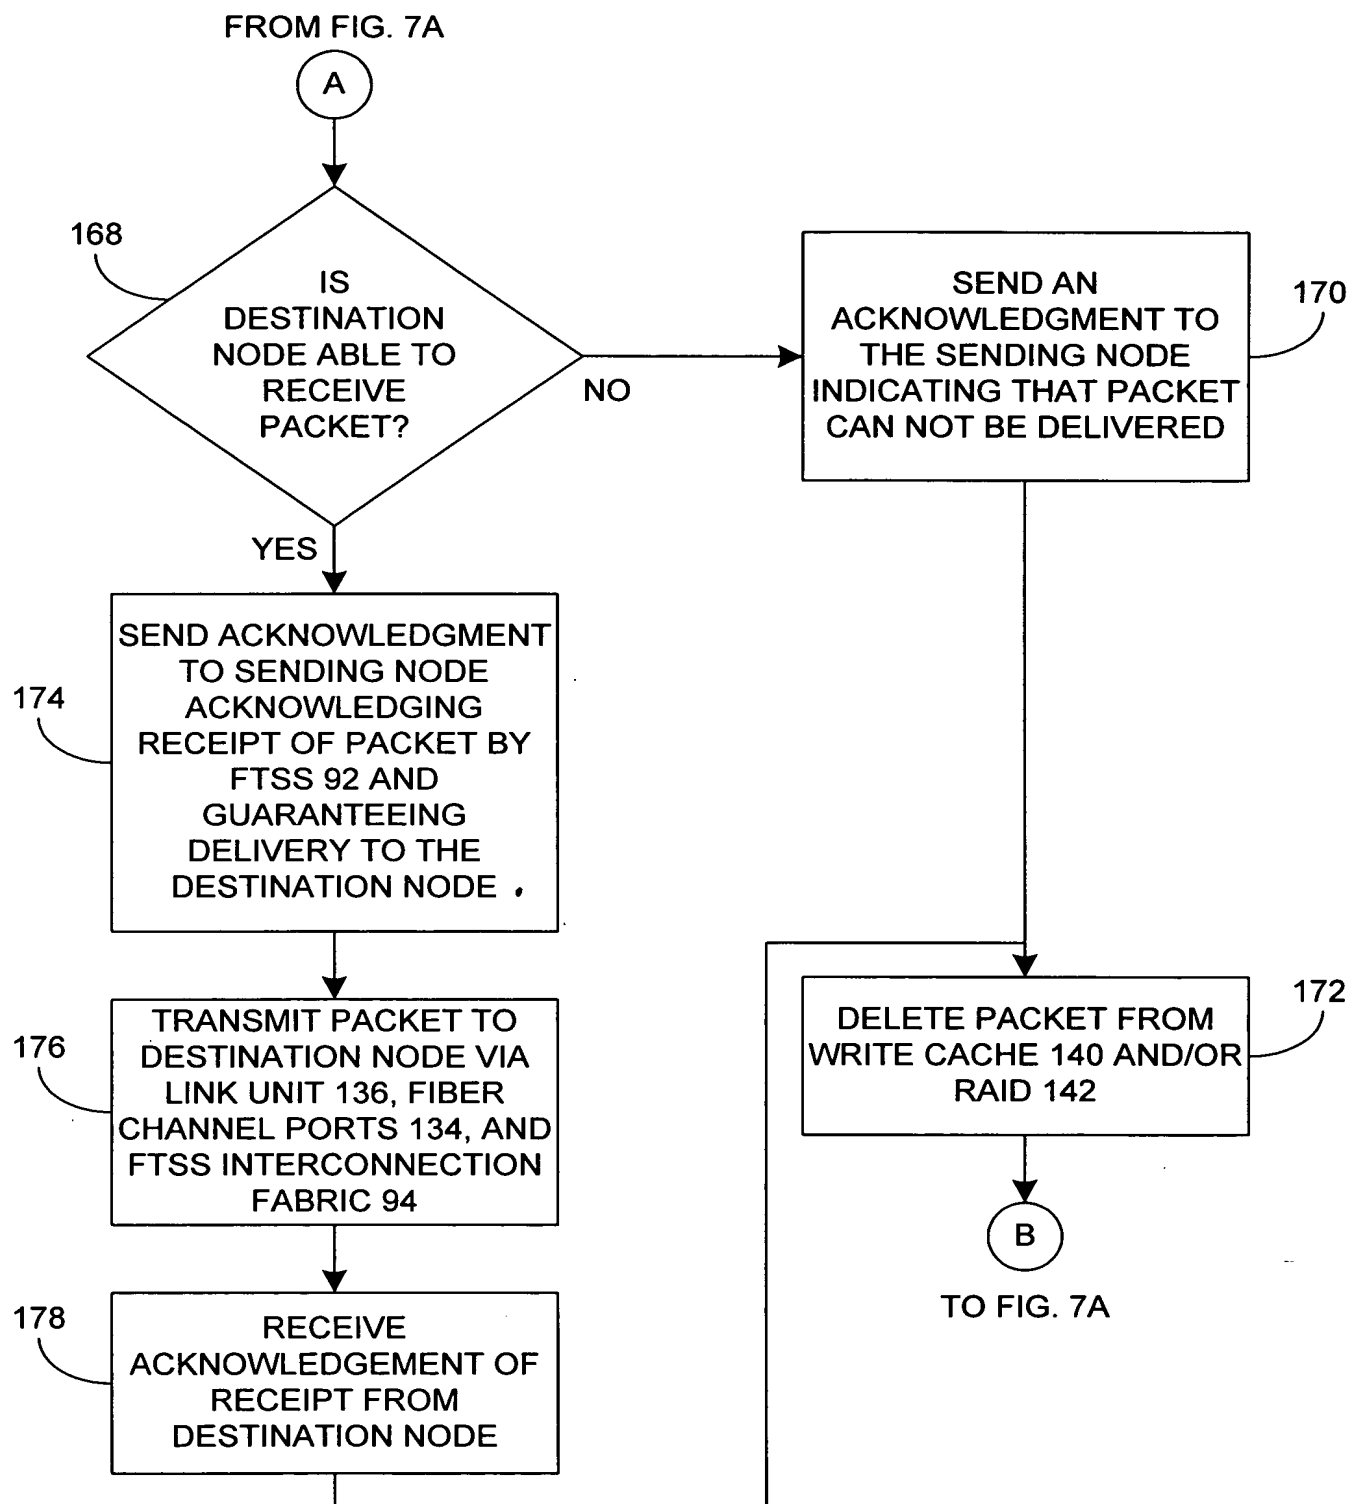 FROM FIG. 7A
A
168
IS
DESTINATION
NODE ABLE TO
RECEIVE
PACKET?
NO
YES
SEND AN
ACKNOWLEDGMENT TO
THE SENDING NODE
INDICATING THAT PACKET
CAN NOT BE DELIVERED
170
174
SEND ACKNOWLEDGMENT
TO SENDING NODE
ACKNOWLEDGING
RECEIPT OF PACKET BY
FTSS 92 AND
GUARANTEEING
DELIVERY TO THE
DESTINATION NODE .
176
TRANSMIT PACKET TO
DESTINATION NODE VIA
LINK UNIT 136, FIBER
CHANNEL PORTS 134, AND
FTSS INTERCONNECTION
FABRIC 94
178
RECEIVE
ACKNOWLEDGEMENT OF
RECEIPT FROM
DESTINATION NODE
172
DELETE PACKET FROM
WRITE CACHE 140 AND/OR
RAID 142
B
TO FIG. 7A